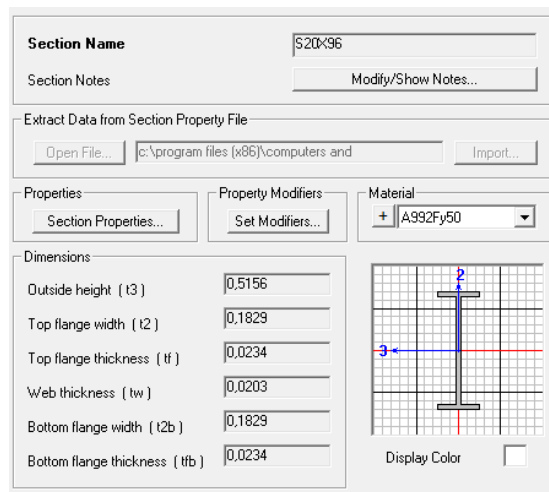 Section Name S20X96
Section Notes Modify/Show Notes...
Extract Data from Section Property File
Open File... c:\program files (x86)\computers and Import...
Properties Property Modifiers Material
Section Properties... Set Modifiers... + A992Fy50
Dimensions
Outside height ( t3 ) 0,5156
Top flange width ( t2 ) 0,1829
Top flange thickness ( tf ) 0,0234
Web thickness ( tw ) 0,0203
Bottom flange width ( t2b ) 0,1829
Bottom flange thickness ( tfb ) 0,0234
2
3
Display Color